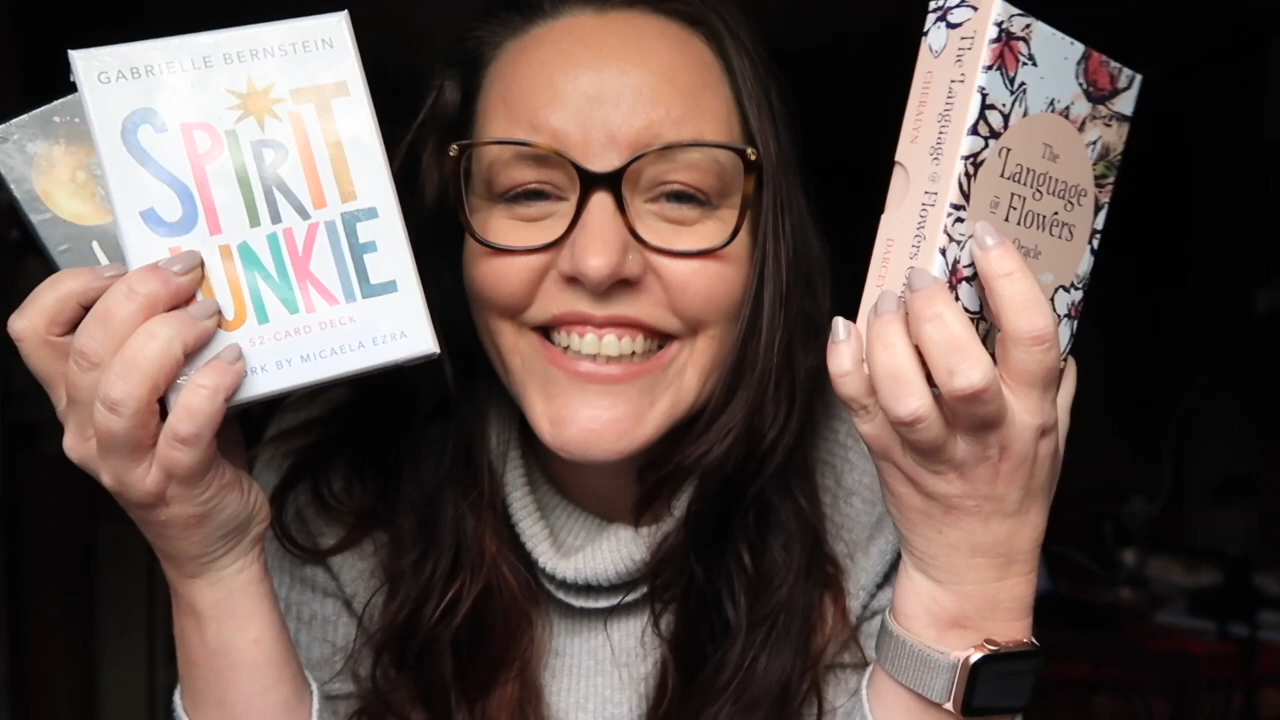 GABRIELLE BERNSTEIN
SPIRIT
JUNKIE
52-CARD DECK
BY MICAELA EZRA
The Language of Flowers
CHERALYN
DARCEY
The
Language
OF Flowers
Oracle